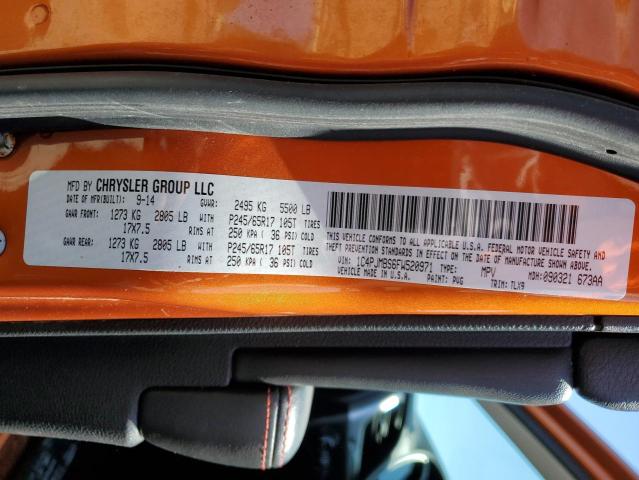 MFD BY CHRYSLER GROUP LLC
DATE OF MFR(BUILT): 9-14 GVWR: 2495 KG 5500 LB
GAWR FRONT: 1273 KG 2805 LB WITH P245/65R17 105T TIRES
17X7.5 RIMS AT 250 KPA ( 36 PSI) COLD
GAWR REAR: 1273 KG 2805 LB WITH P245/65R17 105T TIRES
17X7.5 RIMS AT 250 KPA ( 36 PSI) COLD
THIS VEHICLE CONFORMS TO ALL APPLICABLE U.S.A. FEDERAL MOTOR VEHICLE SAFETY AND
THEFT PREVENTION STANDARDS IN EFFECT ON THE DATE OF MANUFACTURE SHOWN ABOVE.
VIN: 1C4PJMBS6FW520971 TYPE: MPV MDH: 090321 673AA
VEHICLE MADE IN U.S.A. PAINT: PVG TRIM: TLX9